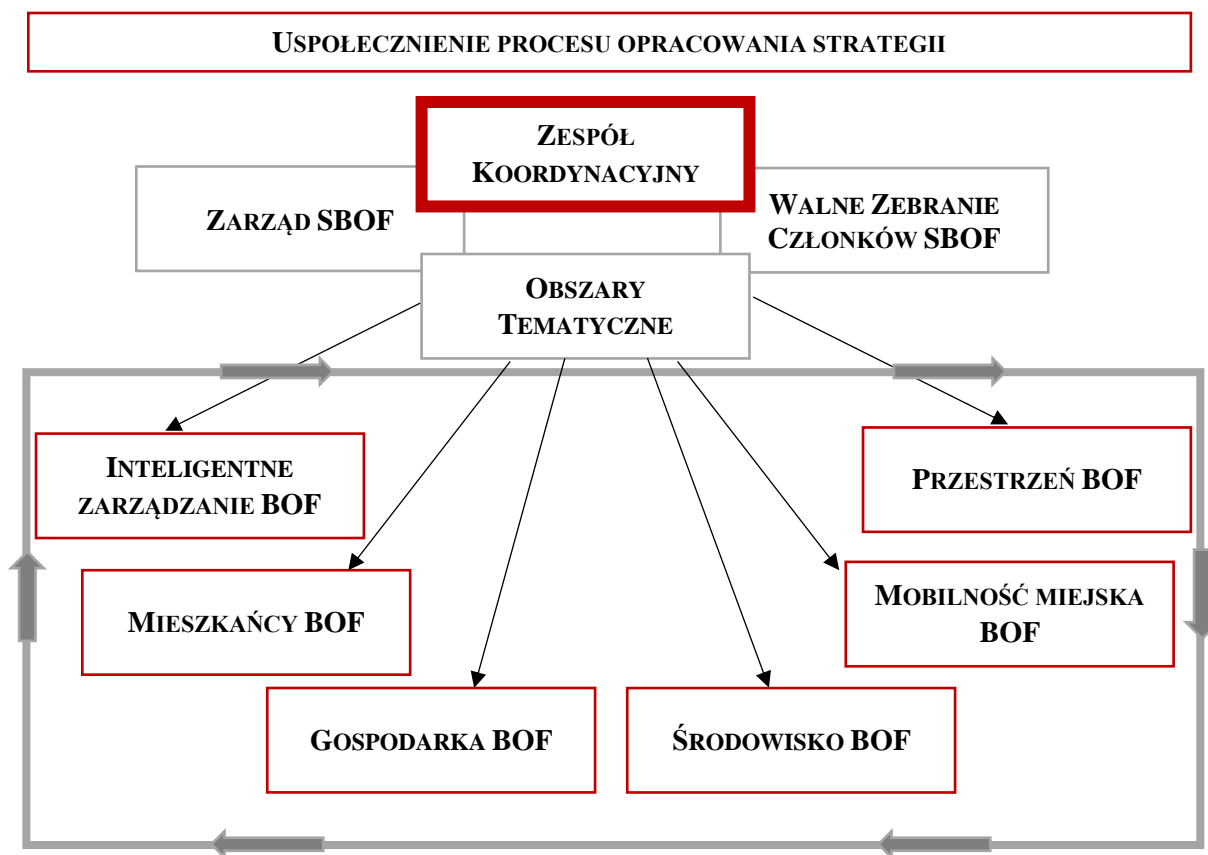 USPOŁECZNIENIE PROCESU OPRACOWANIA STRATEGII
ZESPÓŁ
KOORDYNACYJNY
ZARZĄD SBOF
WALNE ZEBRANIE
CZŁONKÓW SBOF
OBSZARY
TEMATYCZNE
INTELIGENTNE
ZARZĄDZANIE BOF
PRZESTRZEŃ BOF
MIESZKAŃCY BOF
MOBILNOŚĆ MIEJSKA
BOF
GOSPODARKA BOF
ŚRODOWISKO BOF